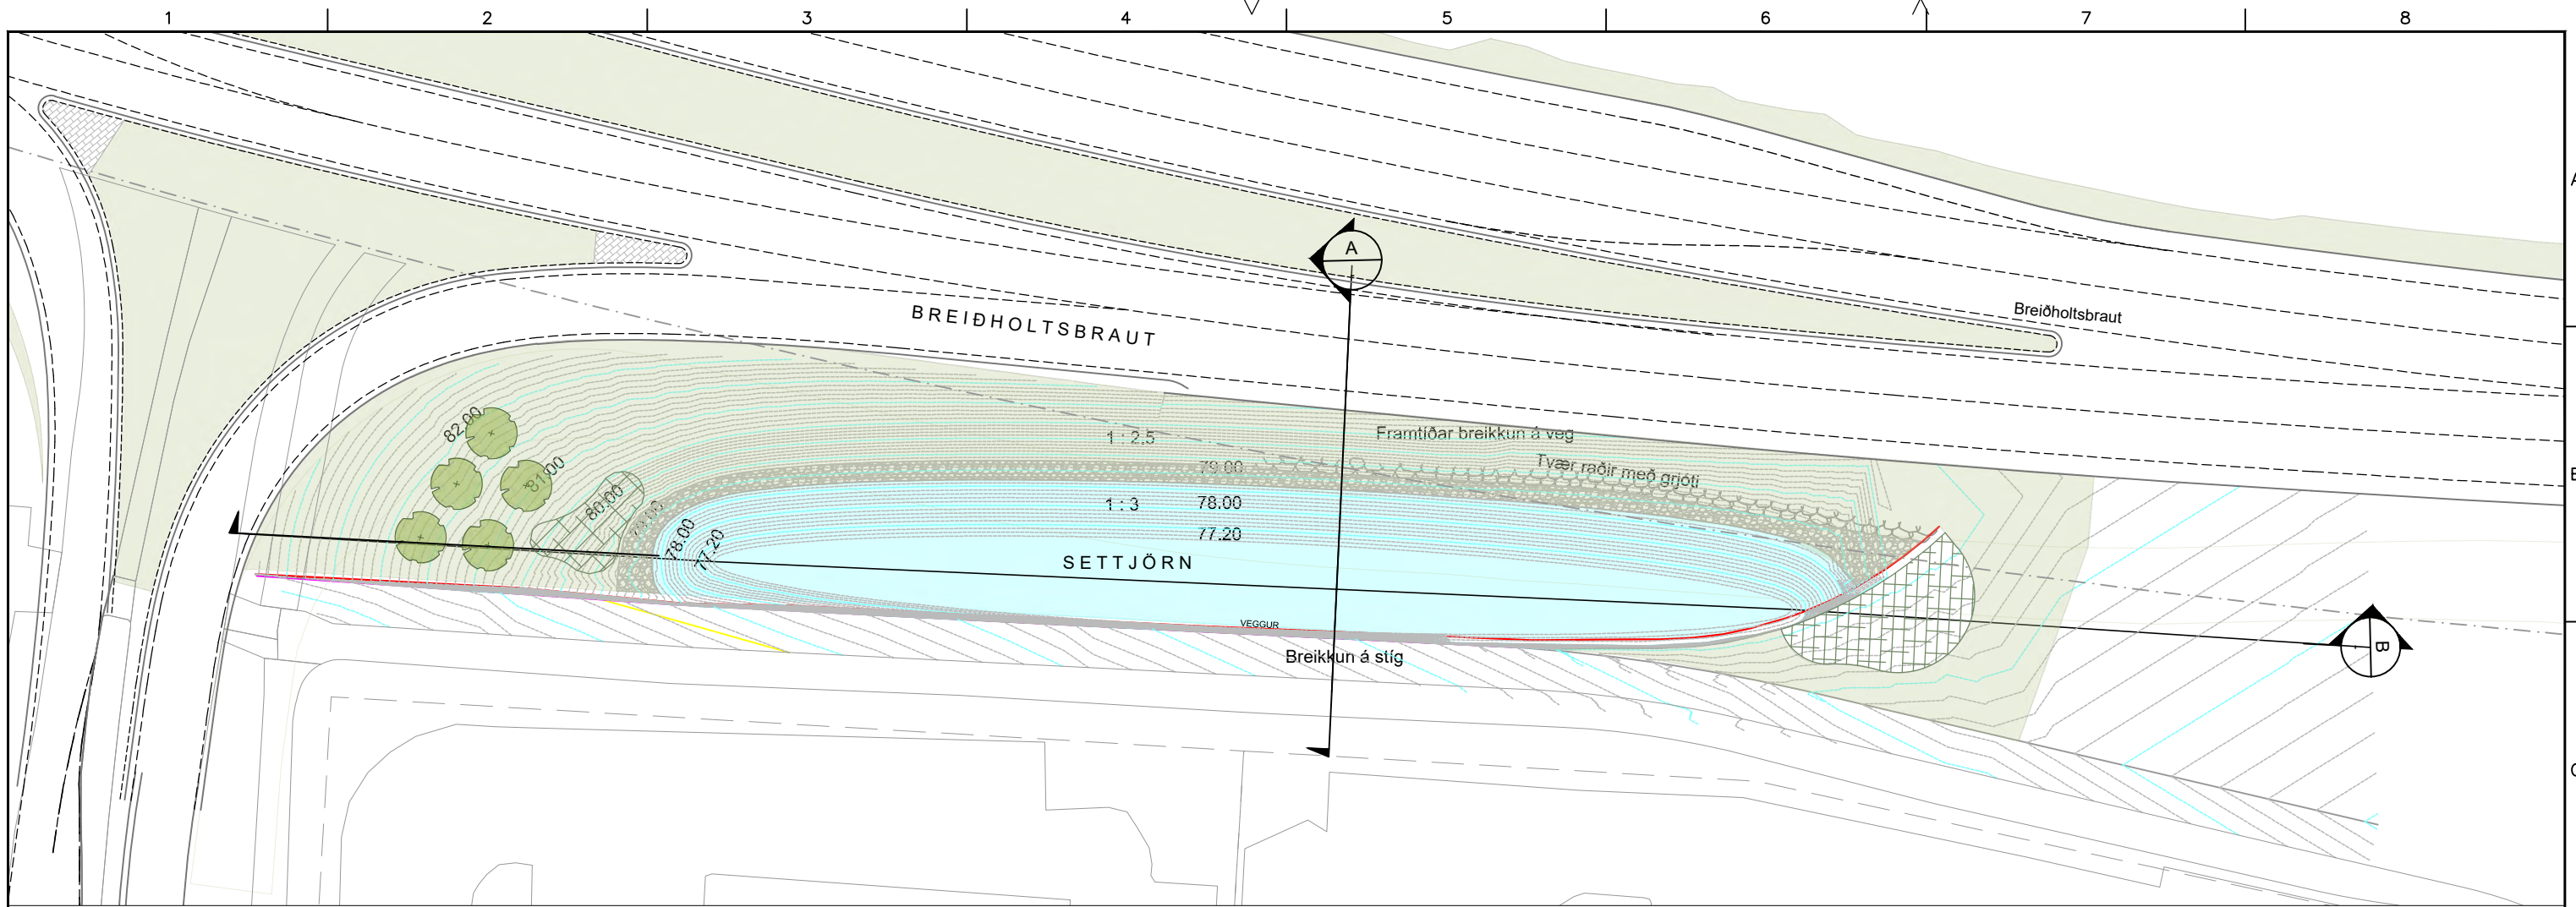 1 2 3 4 5 6 7 8
A
A
Breiðholtsbraut
BREIÐHOLTSBRAUT
82.00
81.00
80.00
79.00
78.00
77.20
1 : 2.5
Framtíðar breikkun á veg
79.00
Tvær raðir með grjóti
1 : 3
78.00
77.20
SETTJÖRN
VEGGUR
Breikkun á stíg
B